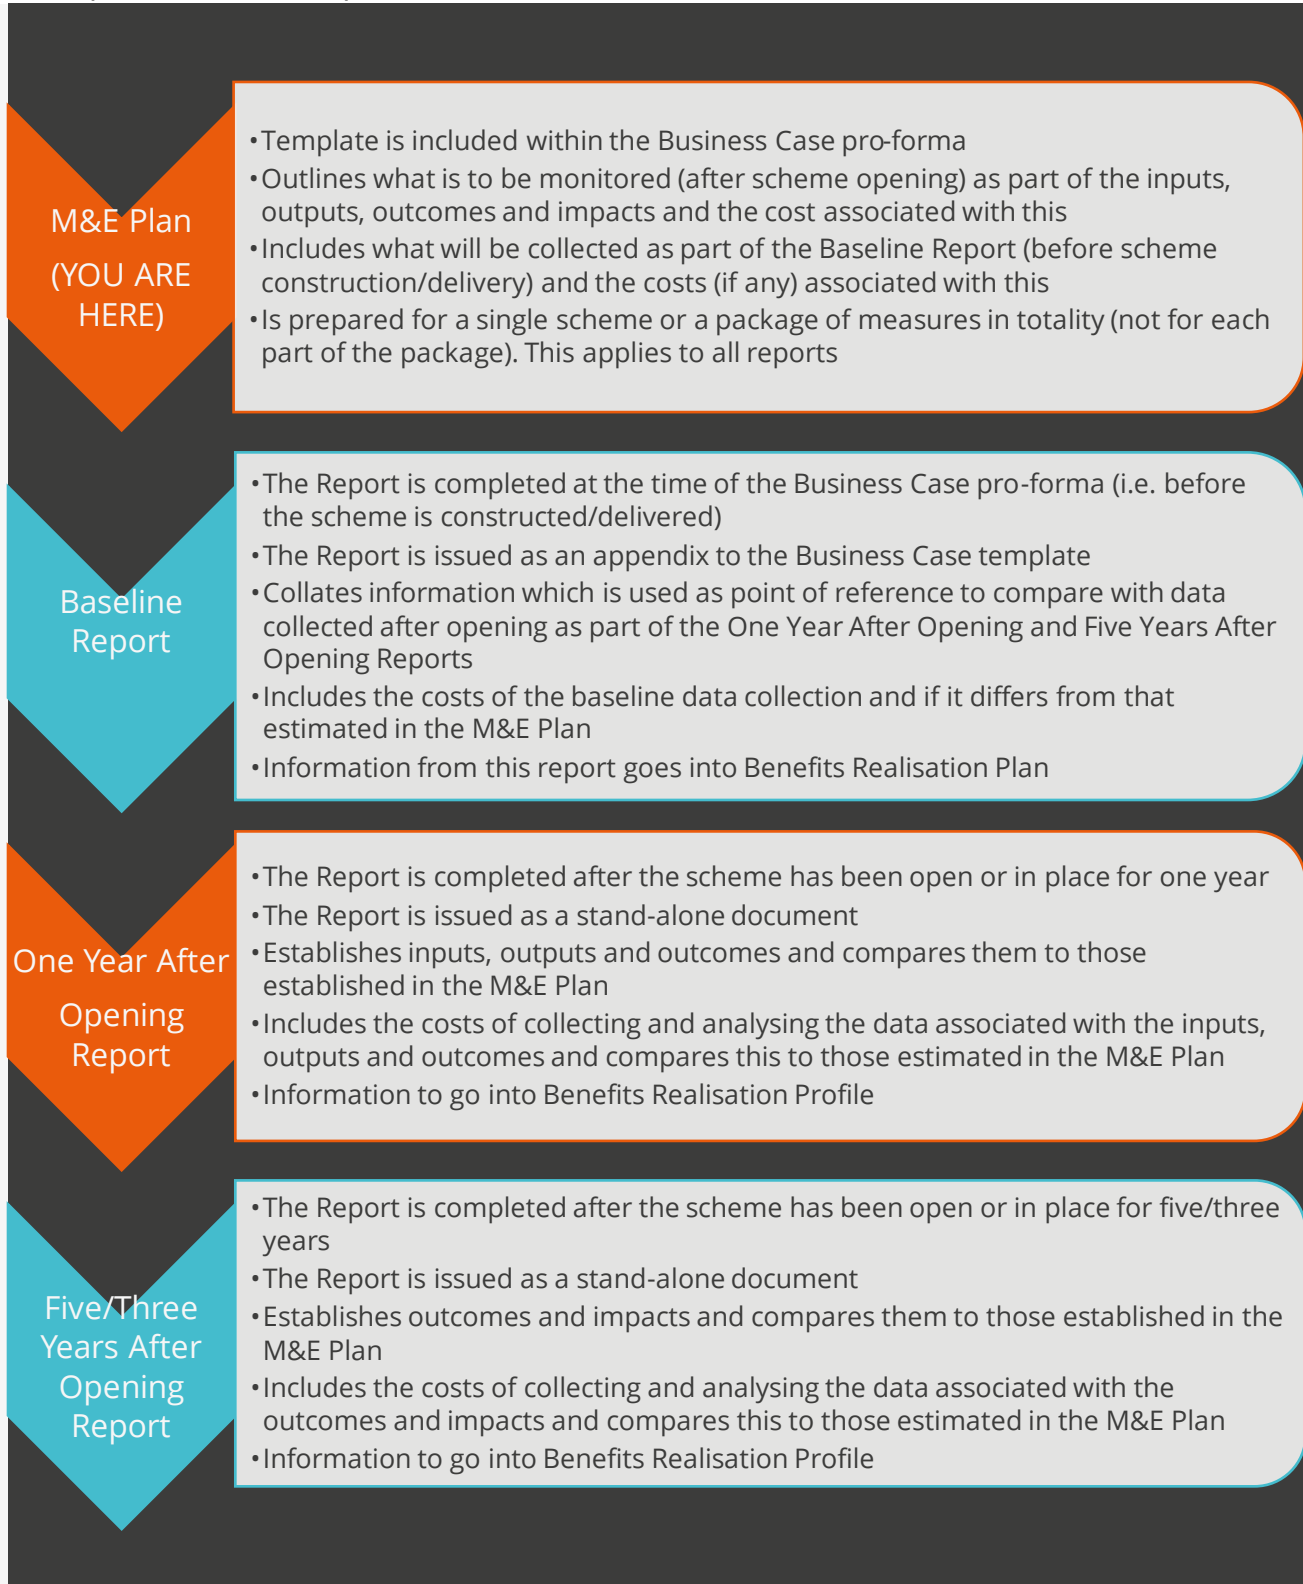 M&E Plan
(YOU ARE
HERE)
•Template is included within the Business Case pro-forma
•Outlines what is to be monitored (after scheme opening) as part of the inputs,
outputs, outcomes and impacts and the cost associated with this
•Includes what will be collected as part of the Baseline Report (before scheme
construction/delivery) and the costs (if any) associated with this
•Is prepared for a single scheme or a package of measures in totality (not for each
part of the package). This applies to all reports
Baseline
Report
•The Report is completed at the time of the Business Case pro-forma (i.e. before
the scheme is constructed/delivered)
•The Report is issued as an appendix to the Business Case template
•Collates information which is used as point of reference to compare with data
collected after opening as part of the One Year After Opening and Five Years After
Opening Reports
•Includes the costs of the baseline data collection and if it differs from that
estimated in the M&E Plan
•Information from this report goes into Benefits Realisation Plan
One Year After
Opening
Report
•The Report is completed after the scheme has been open or in place for one year
•The Report is issued as a stand-alone document
•Establishes inputs, outputs and outcomes and compares them to those
established in the M&E Plan
•Includes the costs of collecting and analysing the data associated with the inputs,
outputs and outcomes and compares this to those estimated in the M&E Plan
•Information to go into Benefits Realisation Profile
Five/Three
Years After
Opening
Report
•The Report is completed after the scheme has been open or in place for five/three
years
•The Report is issued as a stand-alone document
•Establishes outcomes and impacts and compares them to those established in the
M&E Plan
•Includes the costs of collecting and analysing the data associated with the
outcomes and impacts and compares this to those estimated in the M&E Plan
•Information to go into Benefits Realisation Profile